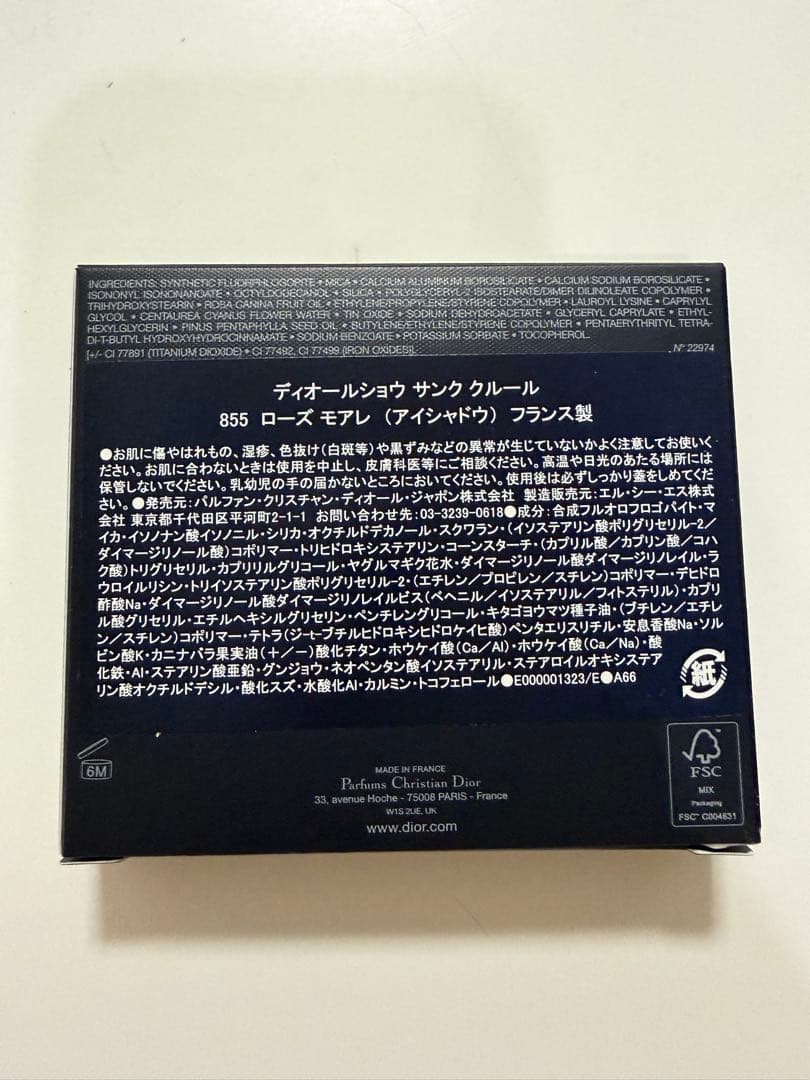 INGREDIENTS: SYNTHETIC FLUORPHLOGOPITE • MICA • CALCIUM ALUMINUM BOROSILICATE • CALCIUM SODIUM BOROSILICATE •
ISONONYL ISONONANOATE • OCTYLDODECANOL • SILICA • POLYGLYCERYL-2 ISOSTEARATE/DIMER DILINOLEATE COPOLYMER •
TRIHYDROXYSTEARIN • ROSA CANINA FRUIT OIL • ETHYLENE/PROPYLENE/STYRENE COPOLYMER • LAUROYL LYSINE • CAPRYLYL
GLYCOL • CENTAUREA CYANUS FLOWER WATER • TIN OXIDE • SODIUM DEHYDROACETATE • GLYCERYL CAPRYLATE • ETHYL-
HEXYLGLYCERIN • PINUS PENTAPHYLLA SEED OIL • BUTYLENE/ETHYLENE/STYRENE COPOLYMER • PENTAERYTHRITYL TETRA-
DI-T-BUTYL HYDROXYHYDROCINNAMATE • SODIUM BENZOATE • POTASSIUM SORBATE • TOCOPHEROL.
[+/- CI 77891 (TITANIUM DIOXIDE) • CI 77492, CI 77499 (IRON OXIDES)]. N° 22974
ディオールショウ サンク クルール
855 ローズ モアレ （アイシャドウ） フランス製
●お肌に傷やはれもの、湿疹、色抜け(白斑等)や黒ずみなどの異常が生じていないかよく注意してお使いく
ださい。お肌に合わないときは使用を中止し、皮膚科医等にご相談ください。高温や日光のあたる場所には
保管しないでください。乳幼児の手の届かないところにおいてください。使用後は必ずしっかり蓋をしめてくだ
さい。●発売元：パルファン・クリスチャン・ディオール・ジャポン株式会社 製造販売元：エル・シー・エス株式
会社 東京都千代田区平河町2-1-1 お問い合わせ先：03-3239-0618●成分：合成フルオロフロゴパイト・マ
イカ・イソノナン酸イソノニル・シリカ・オクチルドデカノール・スクワラン・(イソステアリン酸ポリグリセリル-2／
ダイマージリノール酸)コポリマー・トリヒドロキシステアリン・コーンスターチ・(カプリル酸／カプリン酸／コハ
ク酸)トリグリセリル・カプリリルグリコール・ヤグルマギク花水・ダイマージリノール酸ダイマージリノレイル・ラ
ウロイルリシン・トリイソステアリン酸ポリグリセリル-2・(エチレン／プロピレン／スチレン)コポリマー・デヒドロ
酢酸Na・ダイマージリノール酸ダイマージリノレイルビス(ベヘニル／イソステアリル／フィトステリル)・カプリ
ル酸グリセリル・エチルヘキシルグリセリン・ペンチレングリコール・キタゴヨウマツ種子油・(ブチレン／エチレ
ン／スチレン)コポリマー・テトラ(ジ-t-ブチルヒドロキシヒドロケイヒ酸)ペンタエリスリチル・安息香酸Na・ソル
ビン酸K・カニナバラ果実油(＋／－)酸化チタン・ホウケイ酸(Ca／Al)・ホウケイ酸(Ca／Na)・酸
化鉄・Al・ステアリン酸亜鉛・グンジョウ・ネオペンタン酸イソステアリル・ステアロイルオキシステア
リン酸オクチルドデシル・酸化スズ・水酸化Al・カルミン・トコフェロール●E000001323/E●A66
紙
6M
MADE IN FRANCE
Parfums Christian Dior
33, avenue Hoche - 75008 PARIS - France
W1S 2UE, UK
www.dior.com
FSC
MIX
Packaging
FSC™ C004631